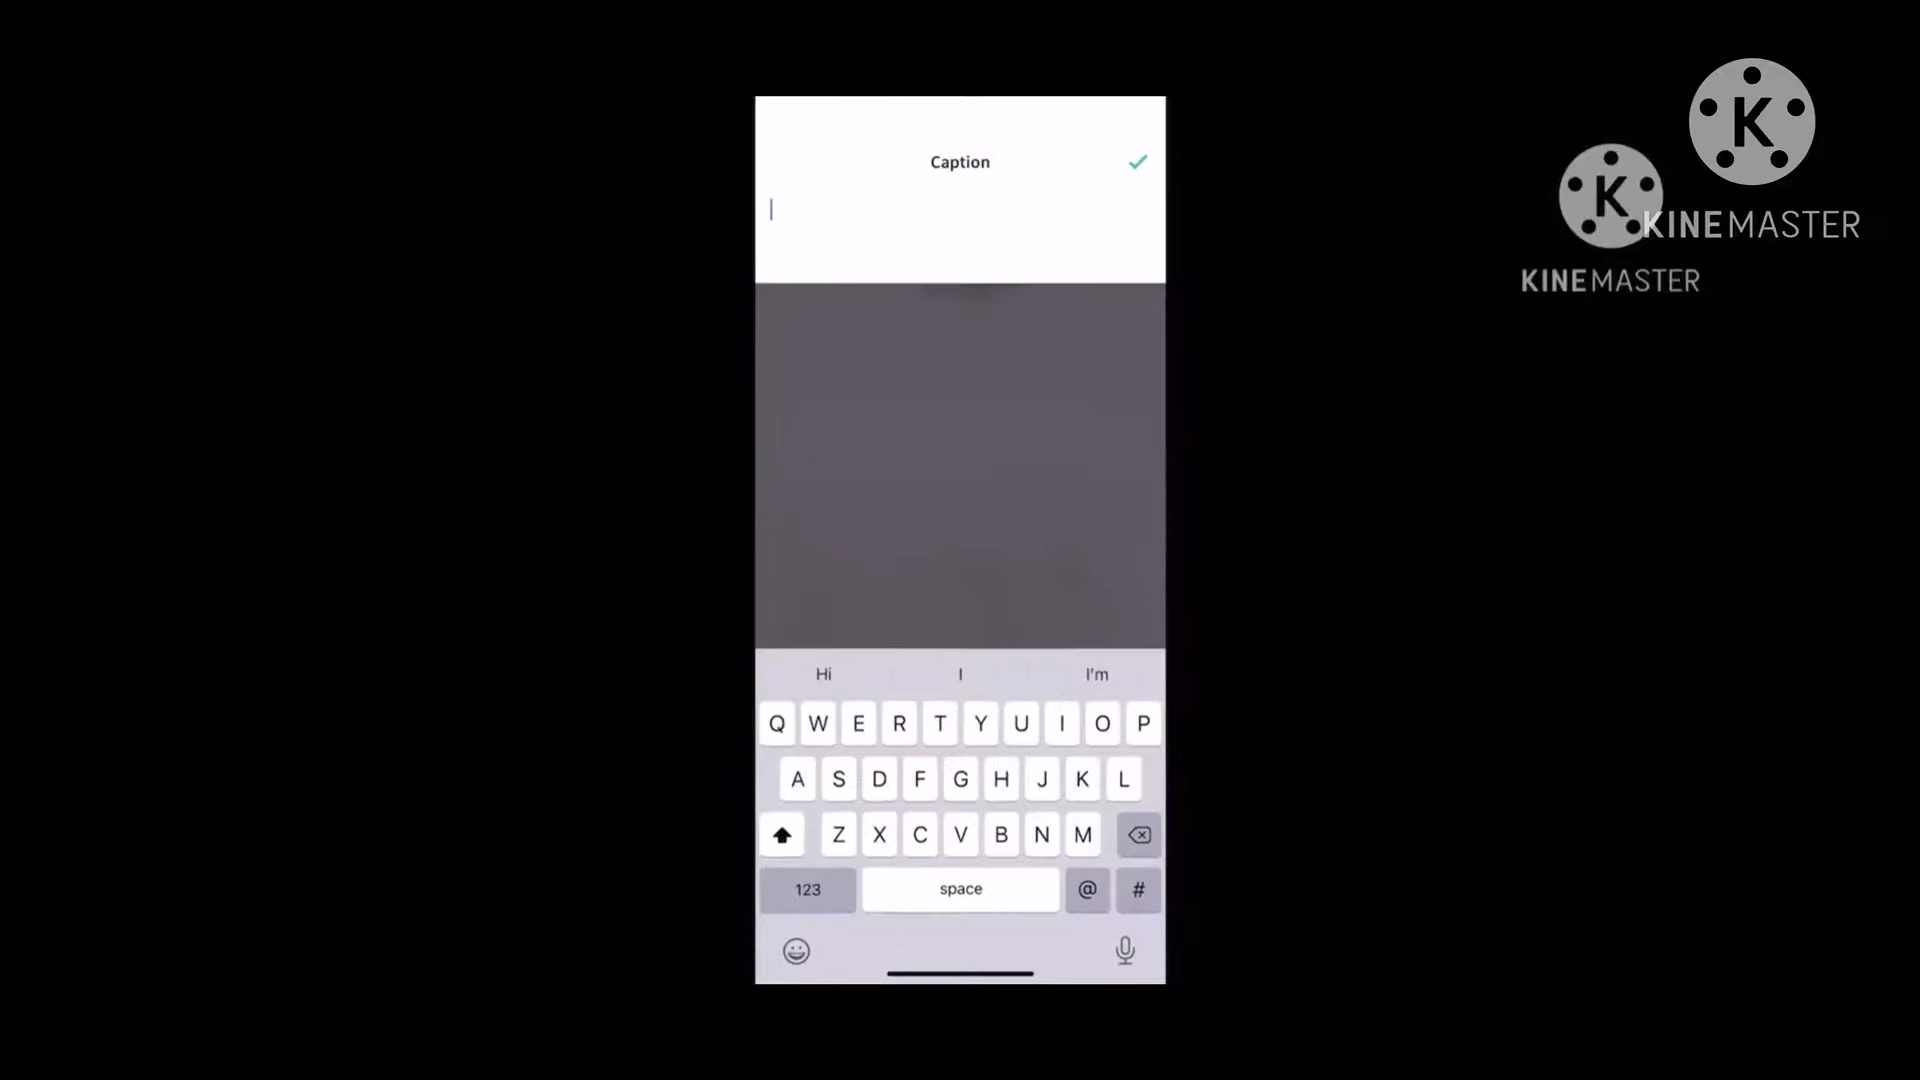 Caption
K
KINEMASTER
K
KINEMASTER
Hi I I'm
Q W E R T Y U I O P
A S D F G H J K L
Z X C V B N M
123 space @ #